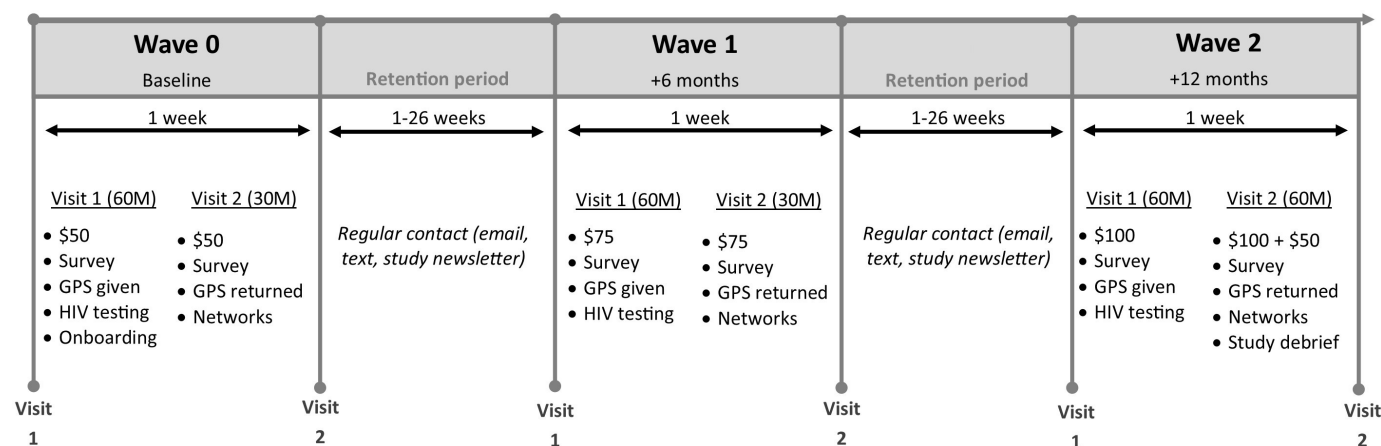 Wave 0
Baseline
Retention period
Wave 1
+6 months
Retention period
Wave 2
+12 months
1 week
1-26 weeks
1 week
1-26 weeks
1 week
Visit 1 (60M)
• $50
• Survey
• GPS given
• HIV testing
• Onboarding
Visit 2 (30M)
• $50
• Survey
• GPS returned
• Networks
Regular contact (email,
text, study newsletter)
Visit 1 (60M)
• $75
• Survey
• GPS given
• HIV testing
Visit 2 (30M)
• $75
• Survey
• GPS returned
• Networks
Regular contact (email,
text, study newsletter)
Visit 1 (60M)
• $100
• Survey
• GPS given
• HIV testing
Visit 2 (60M)
• $100 + $50
• Survey
• GPS returned
• Networks
• Study debrief
Visit
1
Visit
2
Visit
1
Visit
2
Visit
1
Visit
2